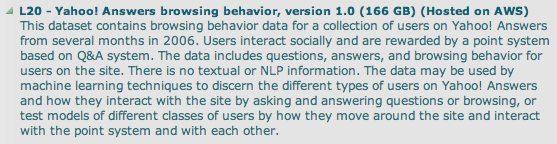 L20 - Yahoo! Answers browsing behavior, version 1.0 (166 GB) (Hosted on AWS)
This dataset contains browsing behavior data for a collection of users on Yahoo! Answers
from several months in 2006. Users interact socially and are rewarded by a point system
based on Q&A system. The data includes questions, answers, and browsing behavior for
users on the site. There is no textual or NLP information. The data may be used by
machine learning techniques to discern the different types of users on Yahoo! Answers
and how they interact with the site by asking and answering questions or browsing, or
test models of different classes of users by how they move around the site and interact
with the point system and with each other.